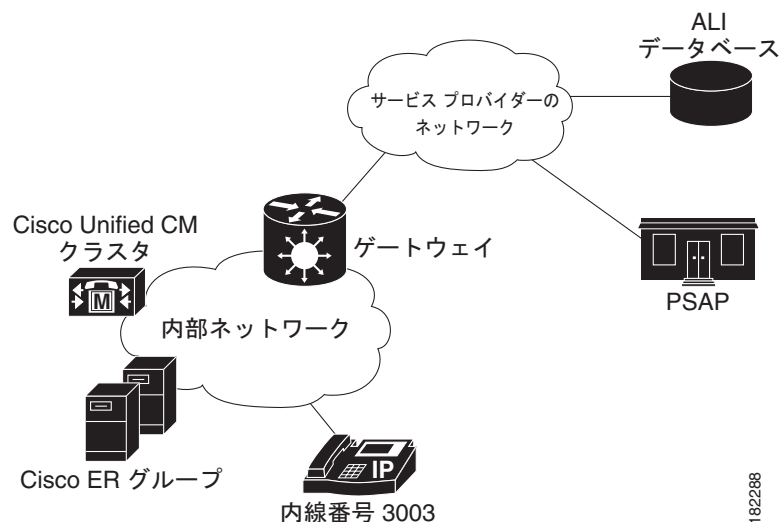 ALI
データベース
サービス プロバイダーの
ネットワーク
Cisco Unified CM
クラスタ
M
ゲートウェイ
PSAP
内部ネットワーク
IP
Cisco ER グループ
内線番号 3003
182288